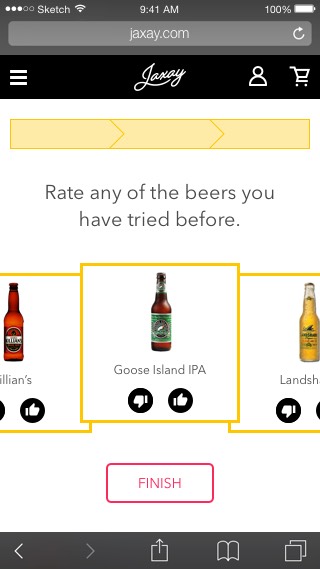 Sketch 9:41 AM 100%
jaxay.com
Jaxay
Rate any of the beers you
have tried before.
illian's
Goose Island IPA
Landsha
FINISH